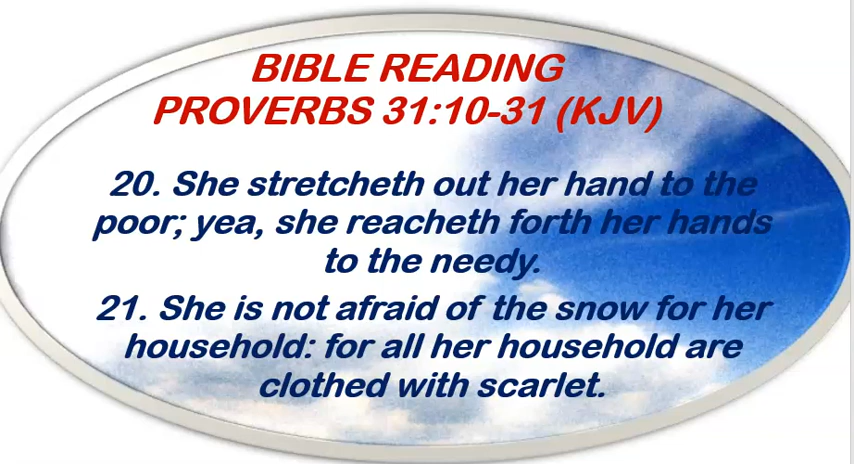 BIBLE READING
PROVERBS 31:10-31 (KJV)
20. She stretcheth out her hand to the
poor; yea, she reacheth forth her hands
to the needy.
21. She is not afraid of the snow for her
household: for all her household are
clothed with scarlet.